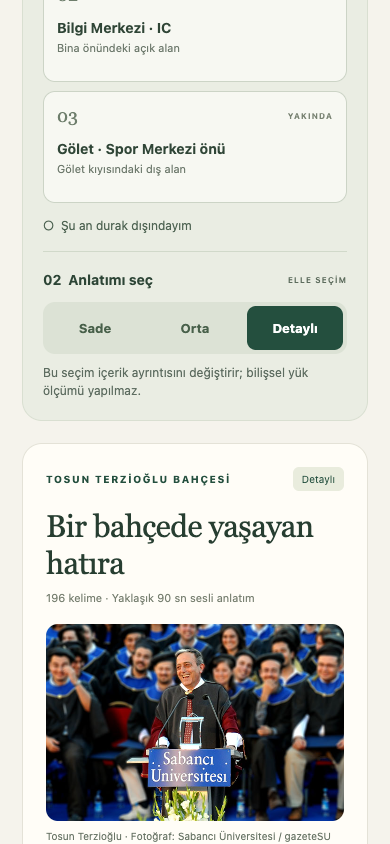 Bilgi Merkezi · IC
Bina önündeki açık alan
03
YAKINDA
Gölet · Spor Merkezi önü
Gölet kıyısındaki dış alan
Şu an durak dışındayım
02 Anlatımı seç
ELLE SEÇİM
Sade
Orta
Detaylı
Bu seçim içerik ayrıntısını değiştirir; bilişsel yük
ölçümü yapılmaz.
TOSUN TERZİOĞLU BAHÇESİ
Detaylı
Bir bahçede yaşayan
hatıra
196 kelime · Yaklaşık 90 sn sesli anlatım
Sabancı
Üniversitesi
Tosun Terzioğlu · Fotoğraf: Sabancı Üniversitesi / gazeteSU